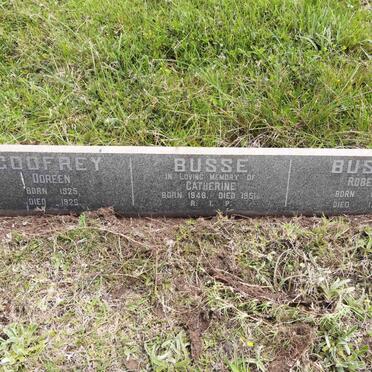 GODFREY
DOREEN
BORN 1925
DIED 1925
BUSSE
IN LOVING MEMORY OF
CATHERINE
BORN 1946 DIED 1951
R. I. P.
BUS
ROBE
BORN
DIED